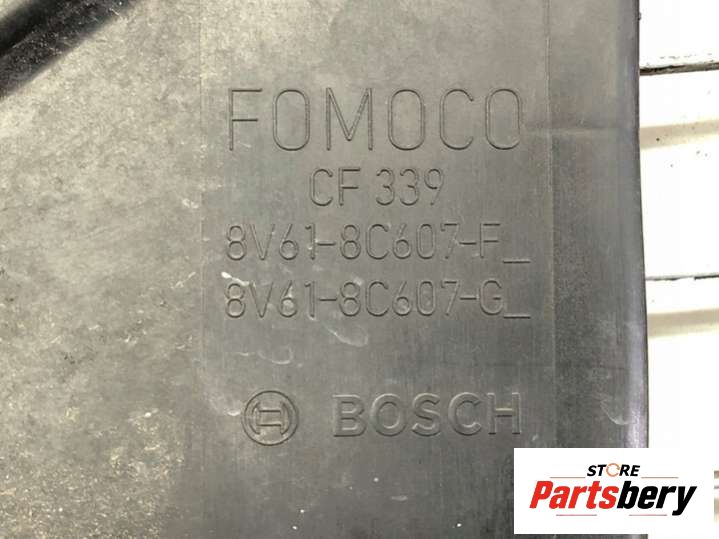 FOMOCO
CF 339
8V61-8C607-F_
8V61-8C607-G_
BOSCH
STORE
Partsbery